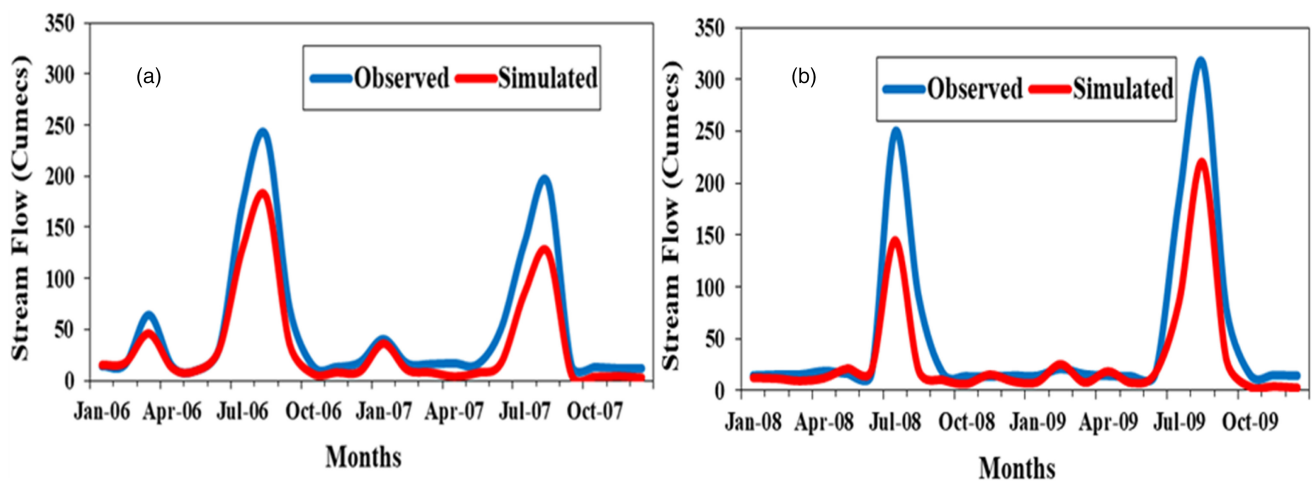 (a)
Observed Simulated
Stream Flow (Cumecs)
350
300
250
200
150
100
50
0
Jan-06 Apr-06 Jul-06 Oct-06 Jan-07 Apr-07 Jul-07 Oct-07
Months
(b)
Observed Simulated
Stream Flow (Cumecs)
350
300
250
200
150
100
50
0
Jan-08 Apr-08 Jul-08 Oct-08 Jan-09 Apr-09 Jul-09 Oct-09
Months